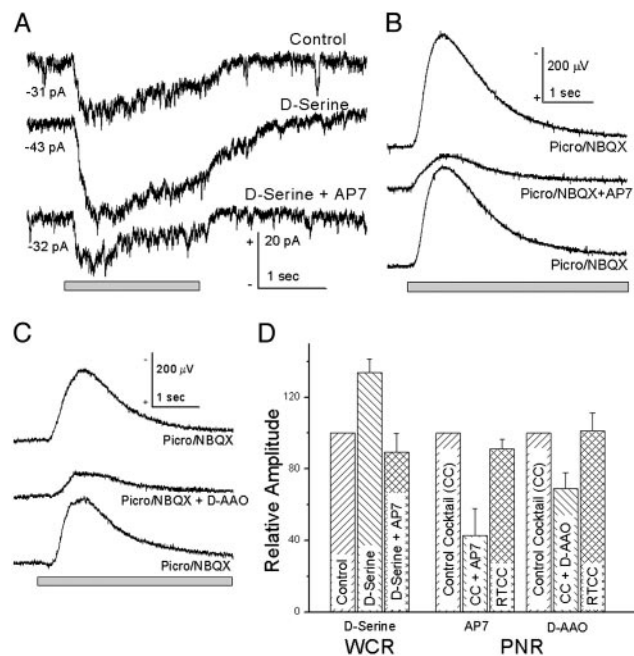 A
Control
-31 pA
D-Serine
-43 pA
D-Serine + AP7
-32 pA
+
20 pA
-
1 sec
B
-
200 µV
+
1 sec
Picro/NBQX
Picro/NBQX+AP7
Picro/NBQX
C
-
200 µV
+
1 sec
Picro/NBQX
Picro/NBQX + D-AAO
Picro/NBQX
D
Relative Amplitude
120
80
40
0
Control
D-Serine
D-Serine + AP7
Control Cocktail (CC)
CC + AP7
RTCC
Control Cocktail (CC)
CC + D-AAO
RTCC
D-Serine
AP7
D-AAO
WCR
PNR